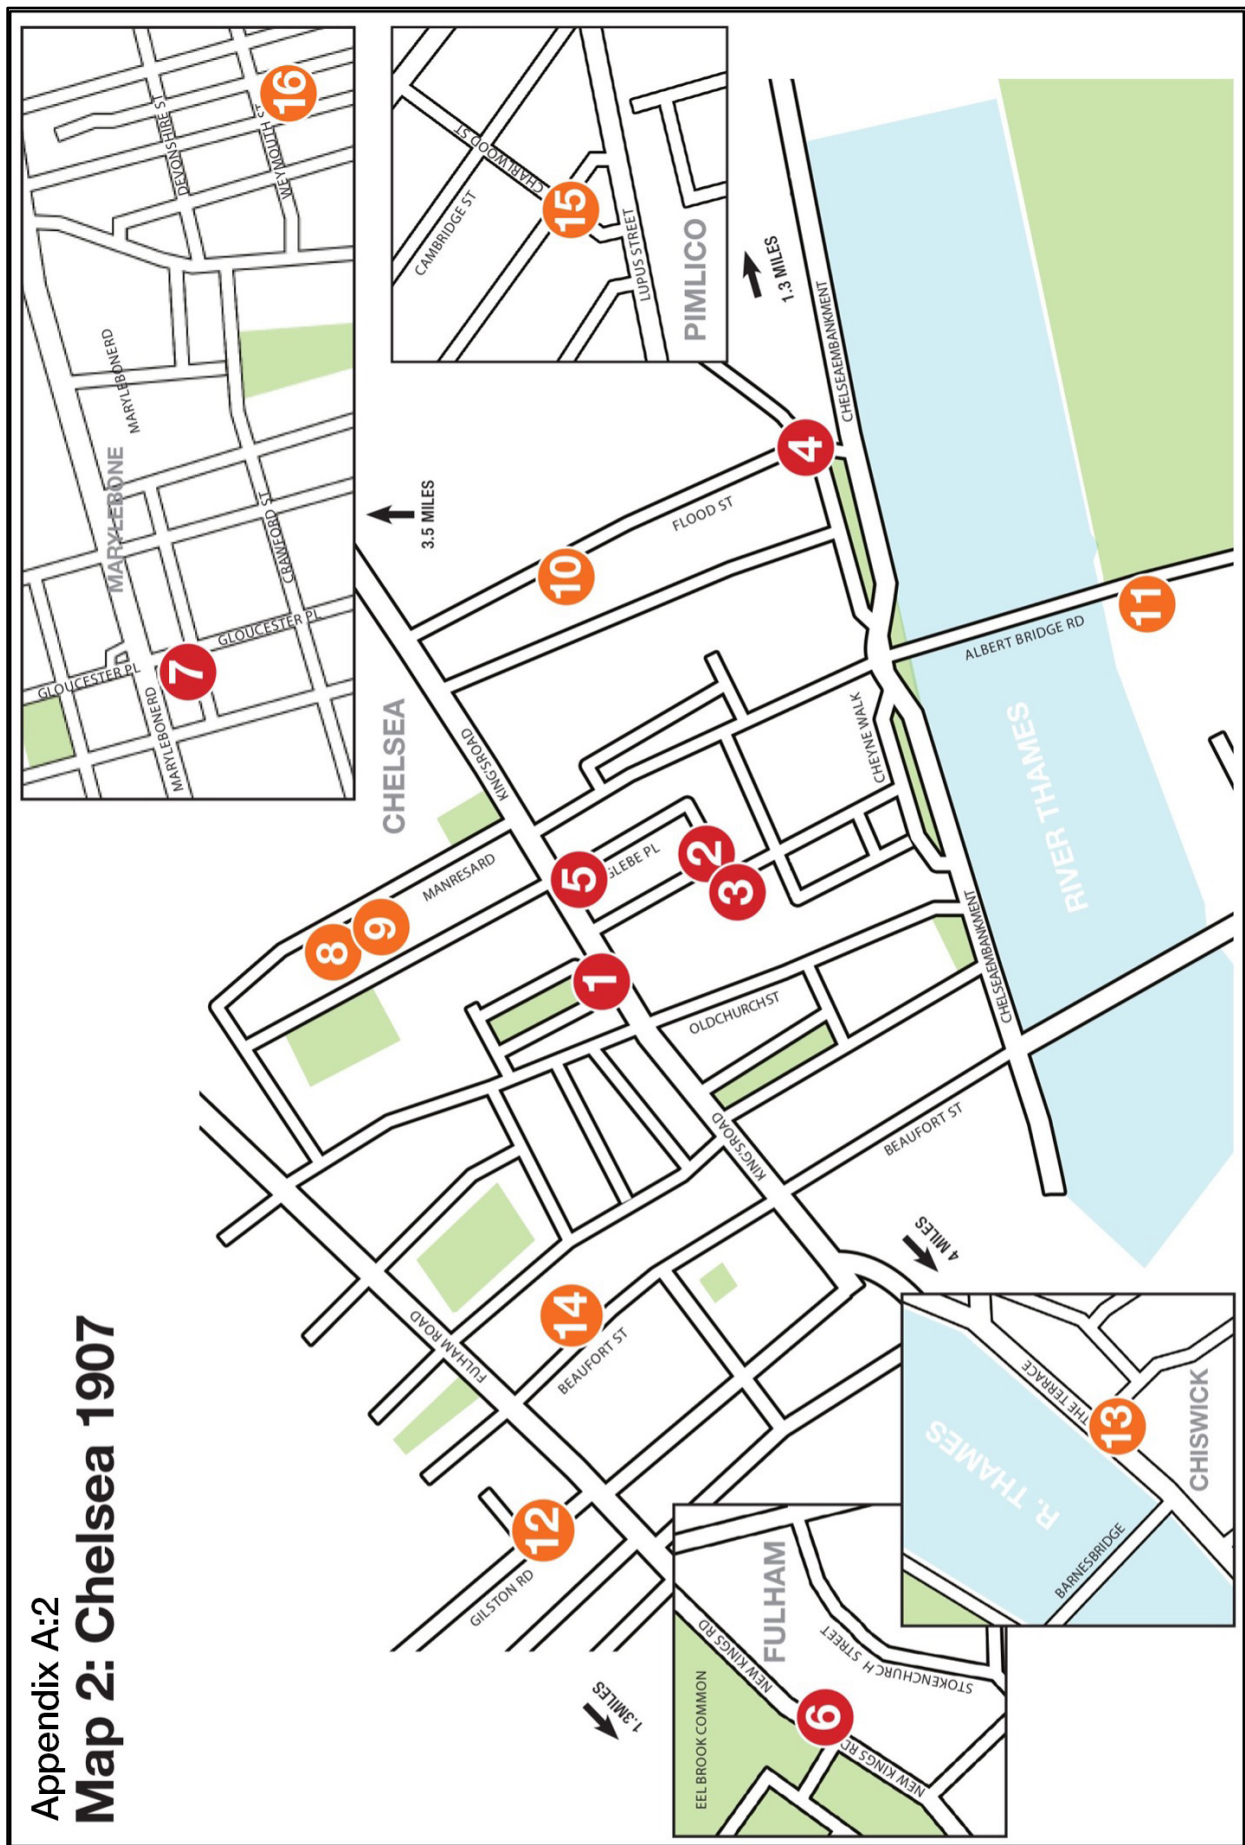 Appendix A:2
Map 2: Chelsea 1907
MARYLEBONE
GLOUCESTER PL
GLOUCESTER PL
MARYLEBONERD
MARYLEBONERD
CRAWFORD ST
DEVONSHIRE ST
WEYMOUTH ST
7
16
CAMBRIDGE ST
CHARLWOOD ST
LUPUS STREET
PIMLICO
15
3.5 MILES
1.3 MILES
CHELSEA
FULHAM ROAD
GILSTON RD
BEAUFORT ST
BEAUFORT ST
KING'SROAD
KING'SROAD
MANRESARD
GLEBE PL
OLDCHURCHST
FLOOD ST
CHEYNE WALK
CHELSEAEMBANKMENT
CHELSEAEMBANKMENT
ALBERT BRIDGE RD
RIVER THAMES
12
14
8
9
1
5
2
3
10
4
11
1.3MILES
4 MILES
EEL BROOK COMMON
NEW KINGS RD
NEW KINGS RD
FULHAM
STOKENCHURCH STREET
6
R. THAMES
THE TERRACE
BARNESBRIDGE
CHISWICK
13